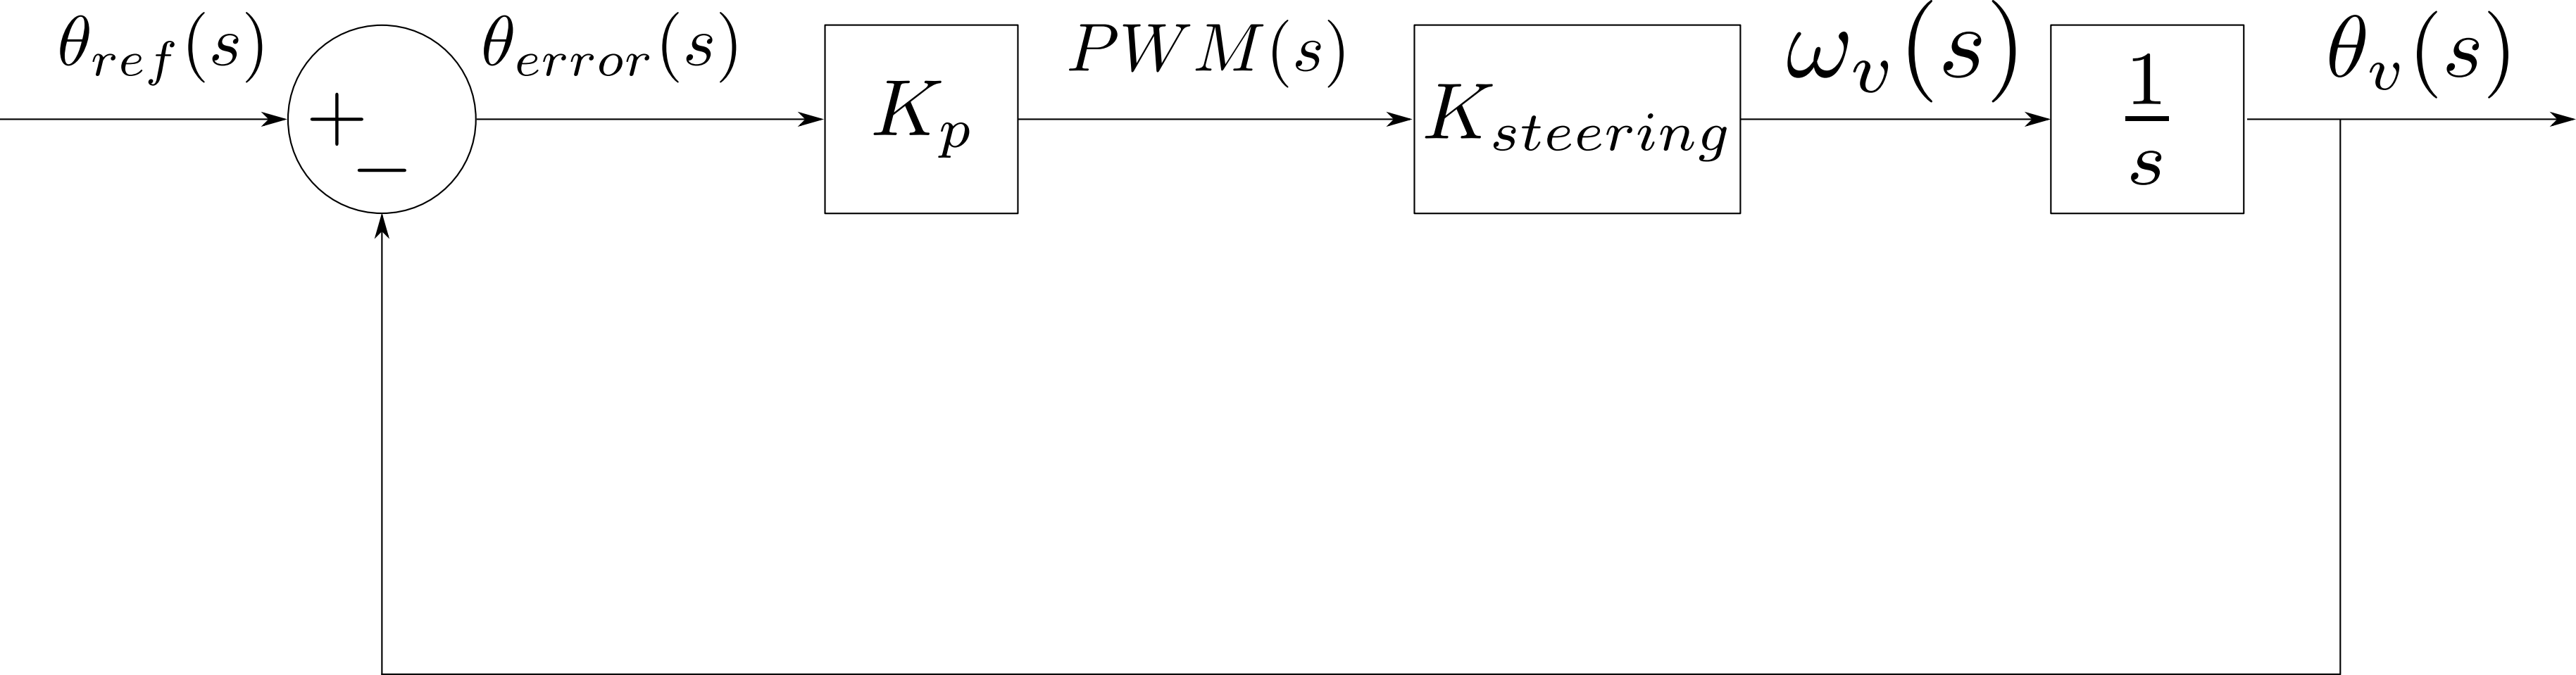 θ_ref(s)
θ_error(s)
K_p
PWM(s)
K_steering
ω_v(s)
1
s
θ_v(s)
+
−